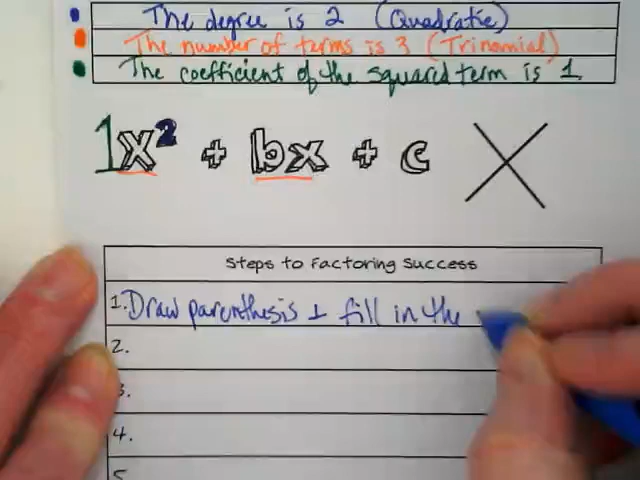 The degree is 2 (Quadratic)
The number of terms is 3 (Trinomial)
The coefficient of the squared term is 1
1x² + bx + c
Steps to Factoring Success
1. Draw parenthesis + fill in the
2.
3.
4.
5